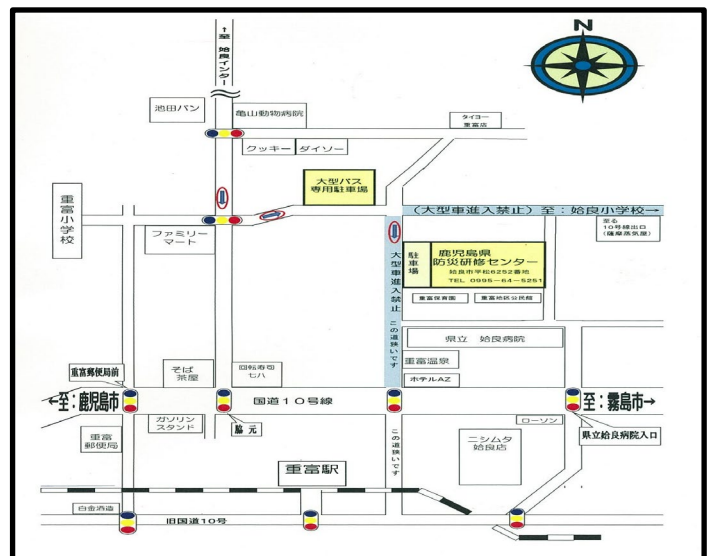 N
↑至 姶良インター
池田パン
亀山動物病院
タイヨー
重富店
クッキー
ダイソー
大型バス
専用駐車場
重富小学校
(大型車進入禁止)至:姶良小学校→
至る
10号線出口
(薩摩蒸気屋)
ファミリー
マート
大型車進入禁止 この道狭いです
駐車場
鹿児島県
防災研修センター
姶良市平松6252番地
TEL 0995-64-5251
重富保育園
重富地区公民館
県立 姶良病院
重富温泉
ホテルAZ
重富郵便局前
そば
茶屋
回転寿司
七八
←至:鹿児島市
国道10号線
至:霧島市→
ガソリン
スタンド
脇元
ローソン
県立姶良病院入口
重富
郵便局
この道狭いです
ニシムタ
姶良店
重富駅
白金酒造
旧国道10号